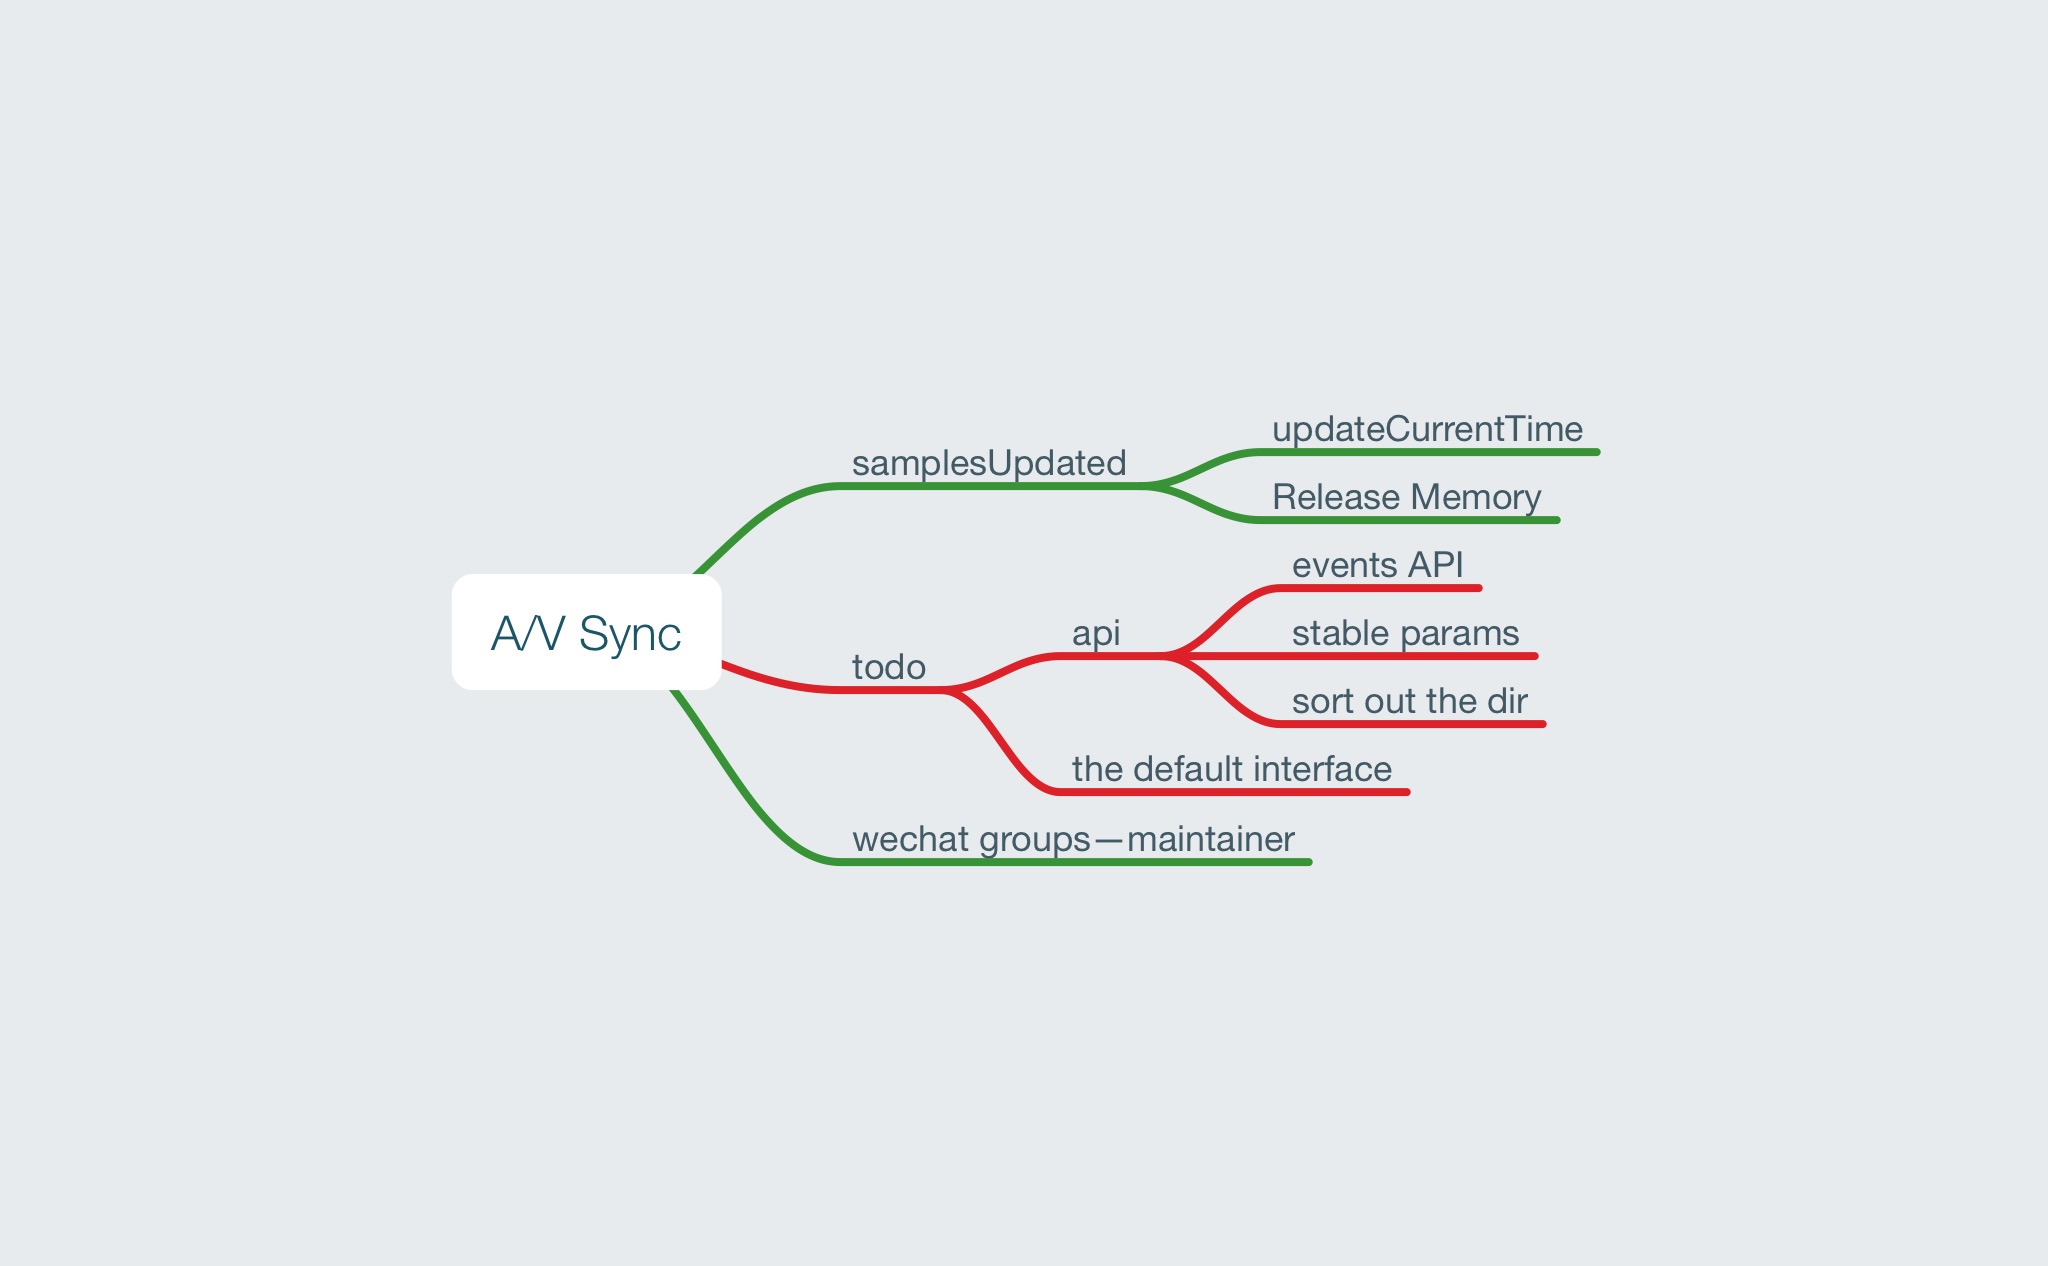 A/V Sync
samplesUpdated
updateCurrentTime
Release Memory
todo
api
events API
stable params
sort out the dir
the default interface
wechat groups—maintainer